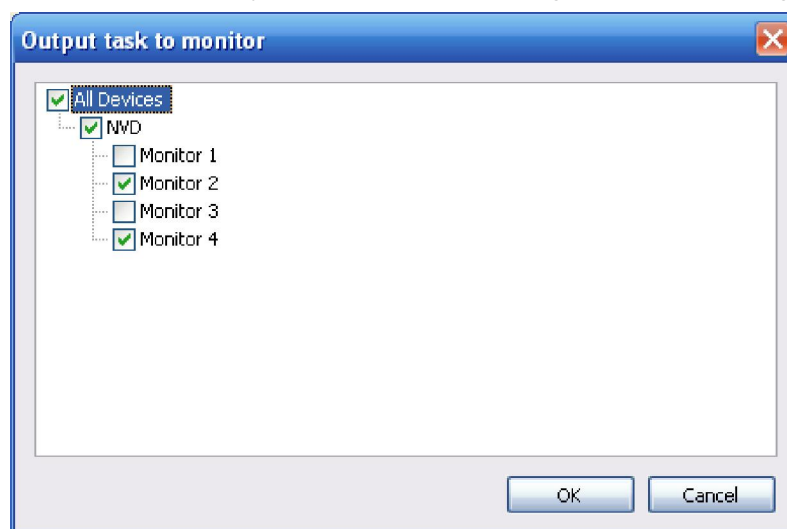 Output task to monitor
All Devices
NVD
Monitor 1
Monitor 2
Monitor 3
Monitor 4
OK Cancel